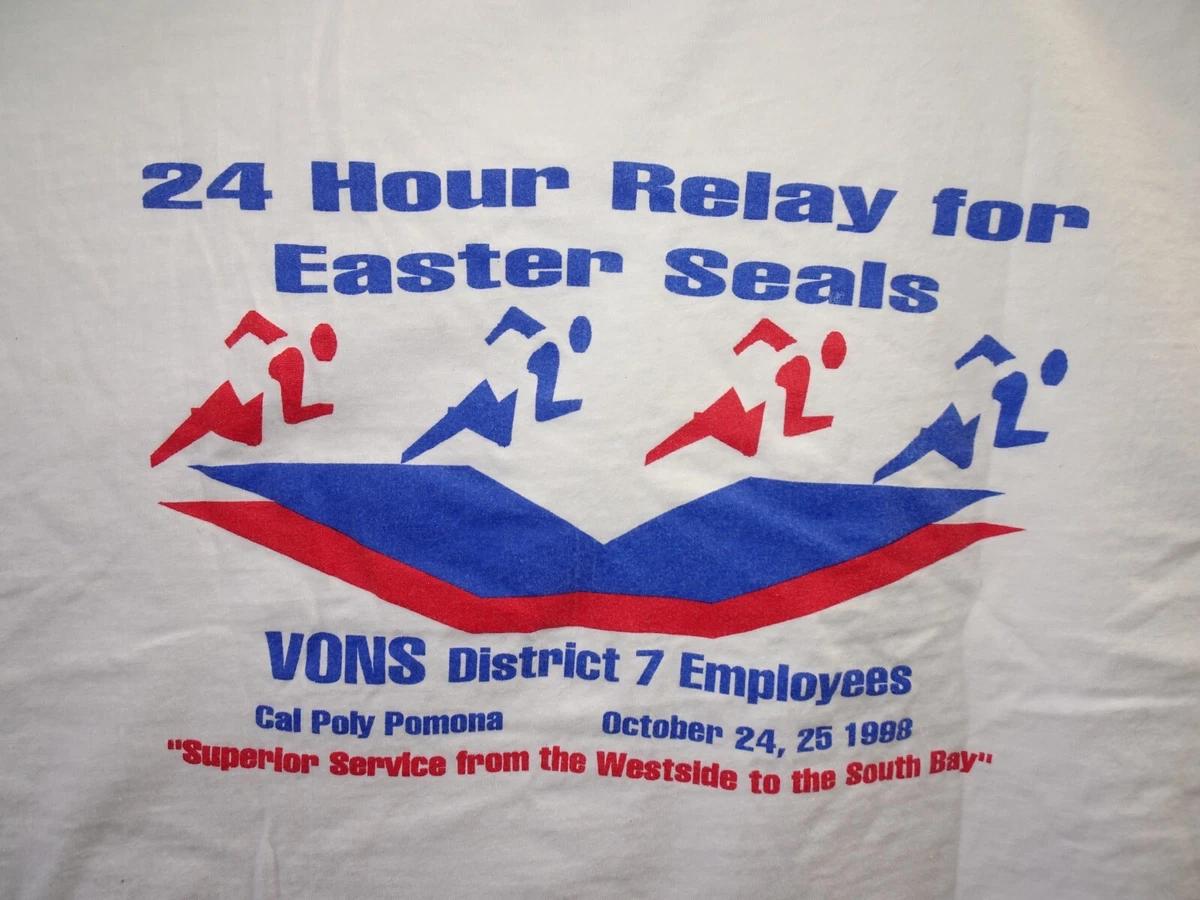 24 Hour Relay for
Easter Seals
VONS District 7 Employees
Cal Poly Pomona October 24, 25 1998
"Superior Service from the Westside to the South Bay"